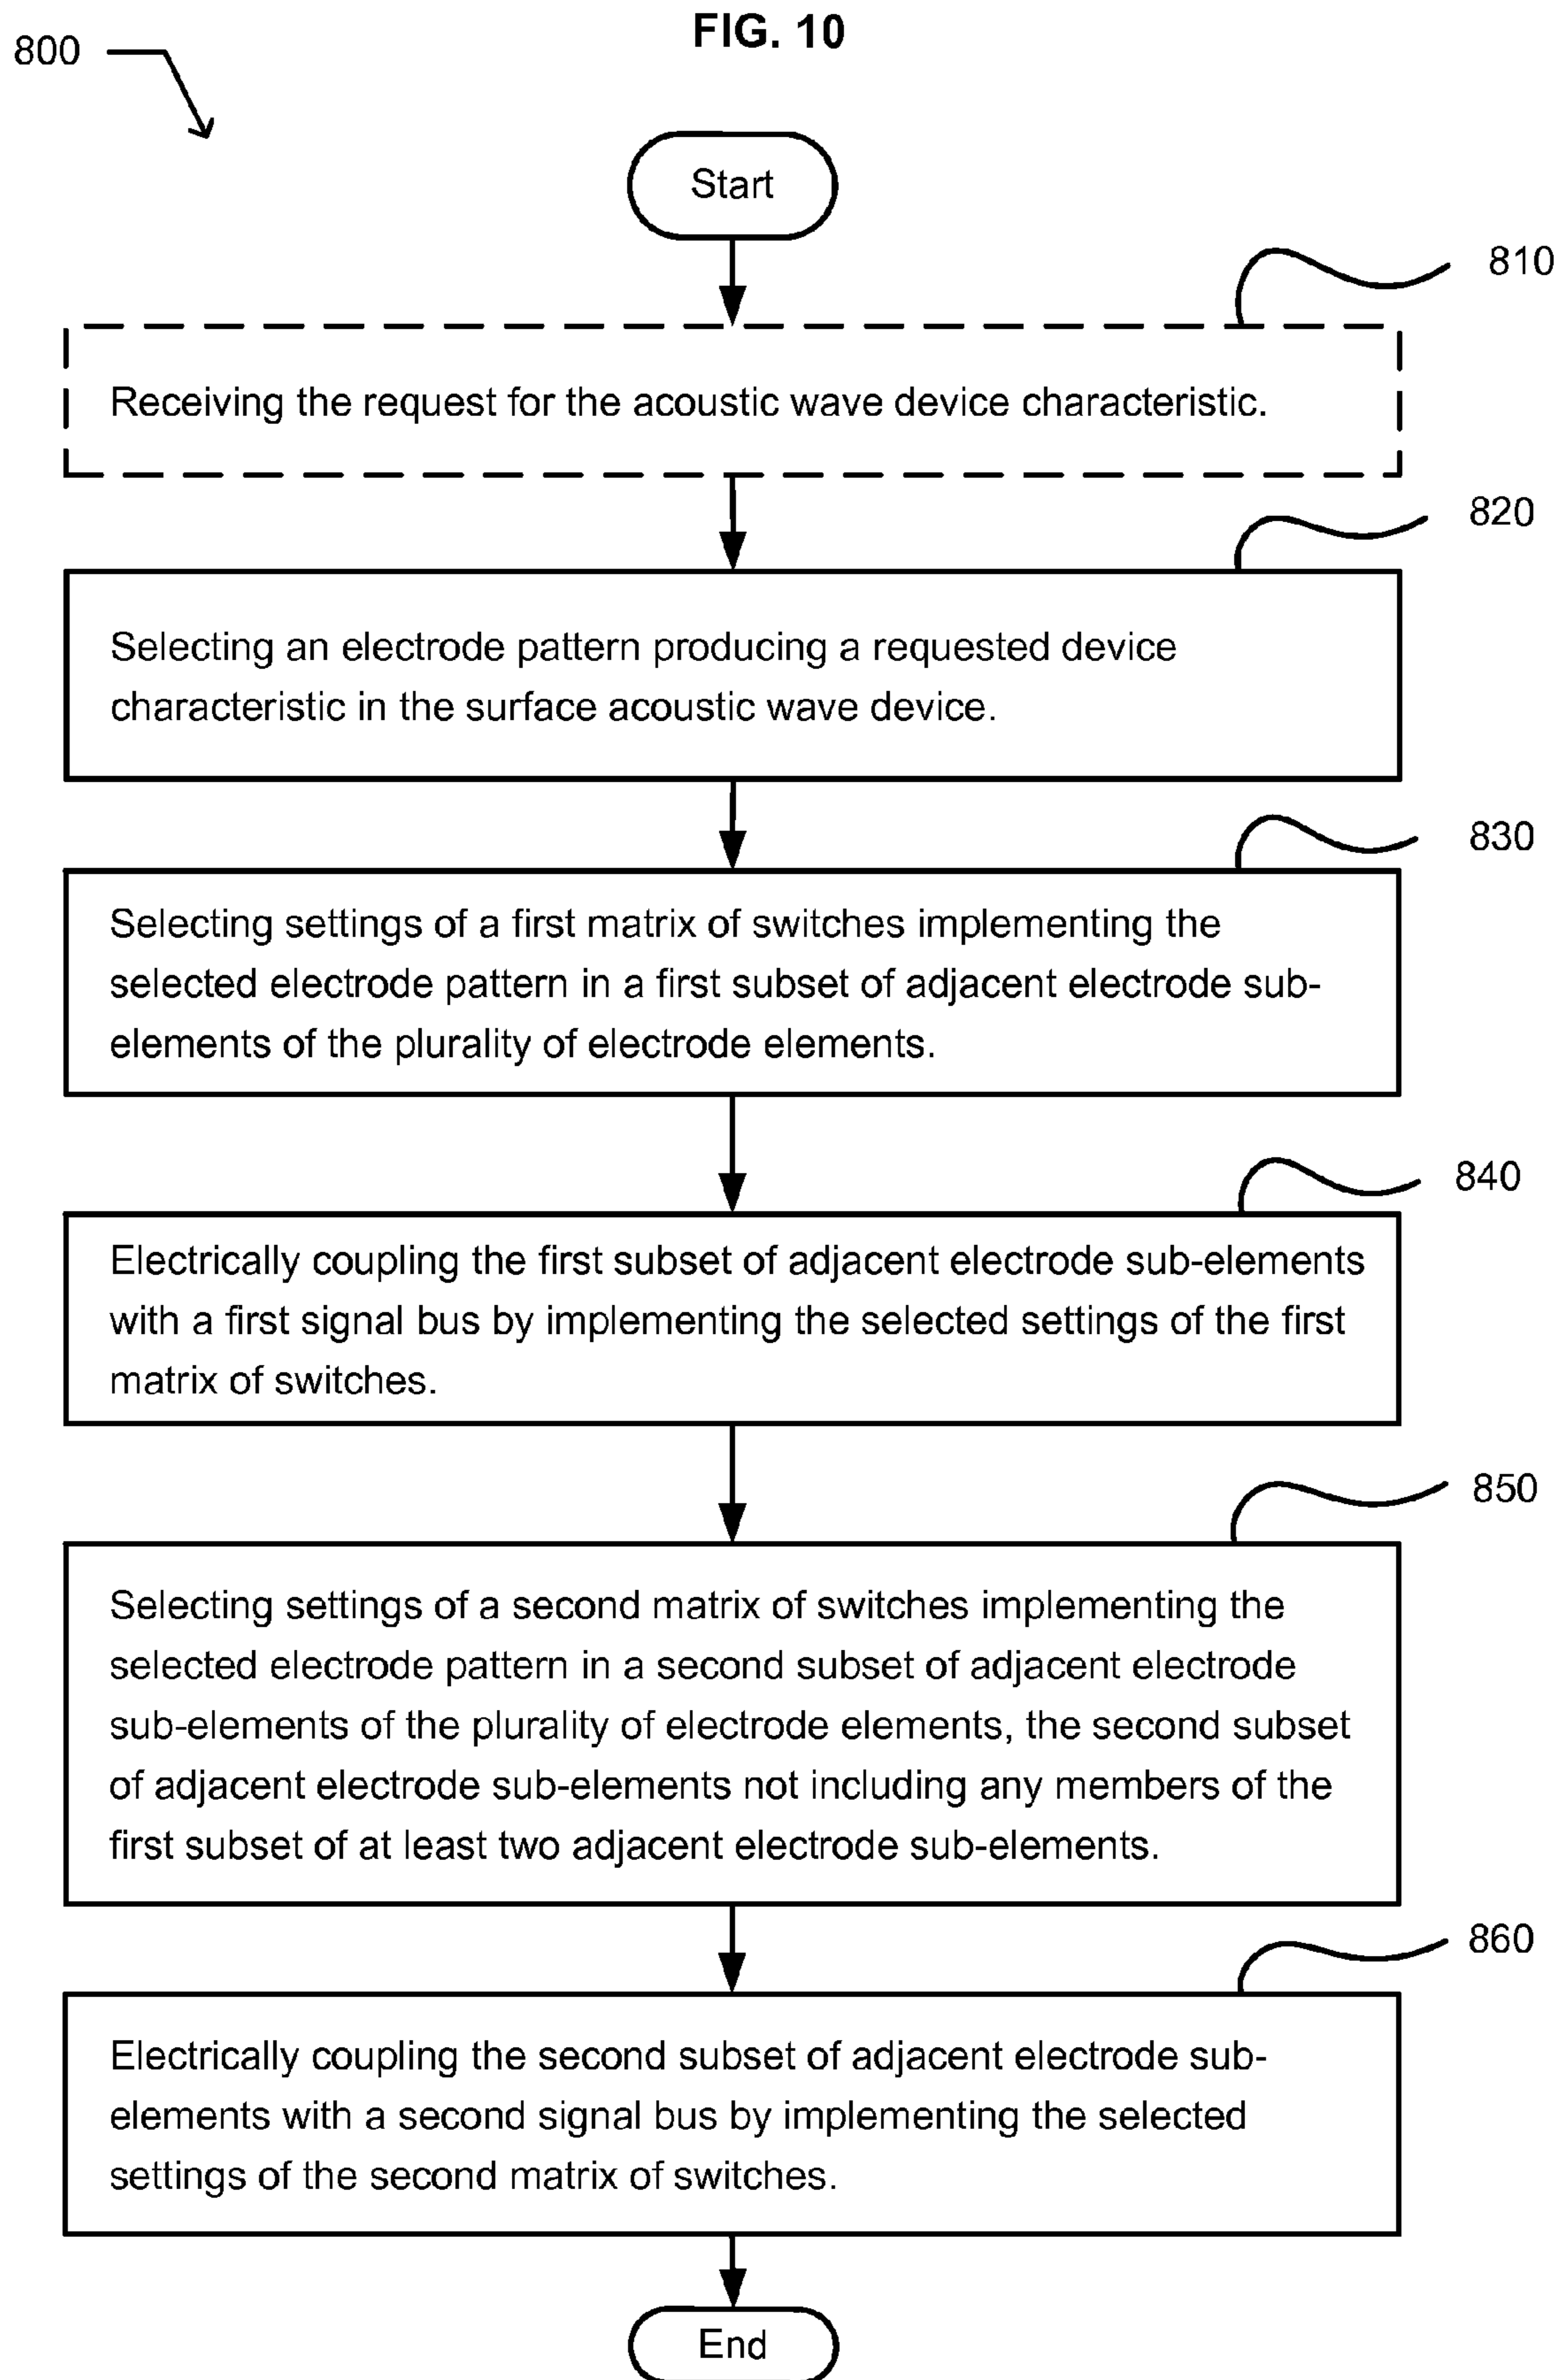 FIG. 10
800
Start
810
Receiving the request for the acoustic wave device characteristic.
820
Selecting an electrode pattern producing a requested device
characteristic in the surface acoustic wave device.
830
Selecting settings of a first matrix of switches implementing the
selected electrode pattern in a first subset of adjacent electrode sub-
elements of the plurality of electrode elements.
840
Electrically coupling the first subset of adjacent electrode sub-elements
with a first signal bus by implementing the selected settings of the first
matrix of switches.
850
Selecting settings of a second matrix of switches implementing the
selected electrode pattern in a second subset of adjacent electrode
sub-elements of the plurality of electrode elements, the second subset
of adjacent electrode sub-elements not including any members of the
first subset of at least two adjacent electrode sub-elements.
860
Electrically coupling the second subset of adjacent electrode sub-
elements with a second signal bus by implementing the selected
settings of the second matrix of switches.
End